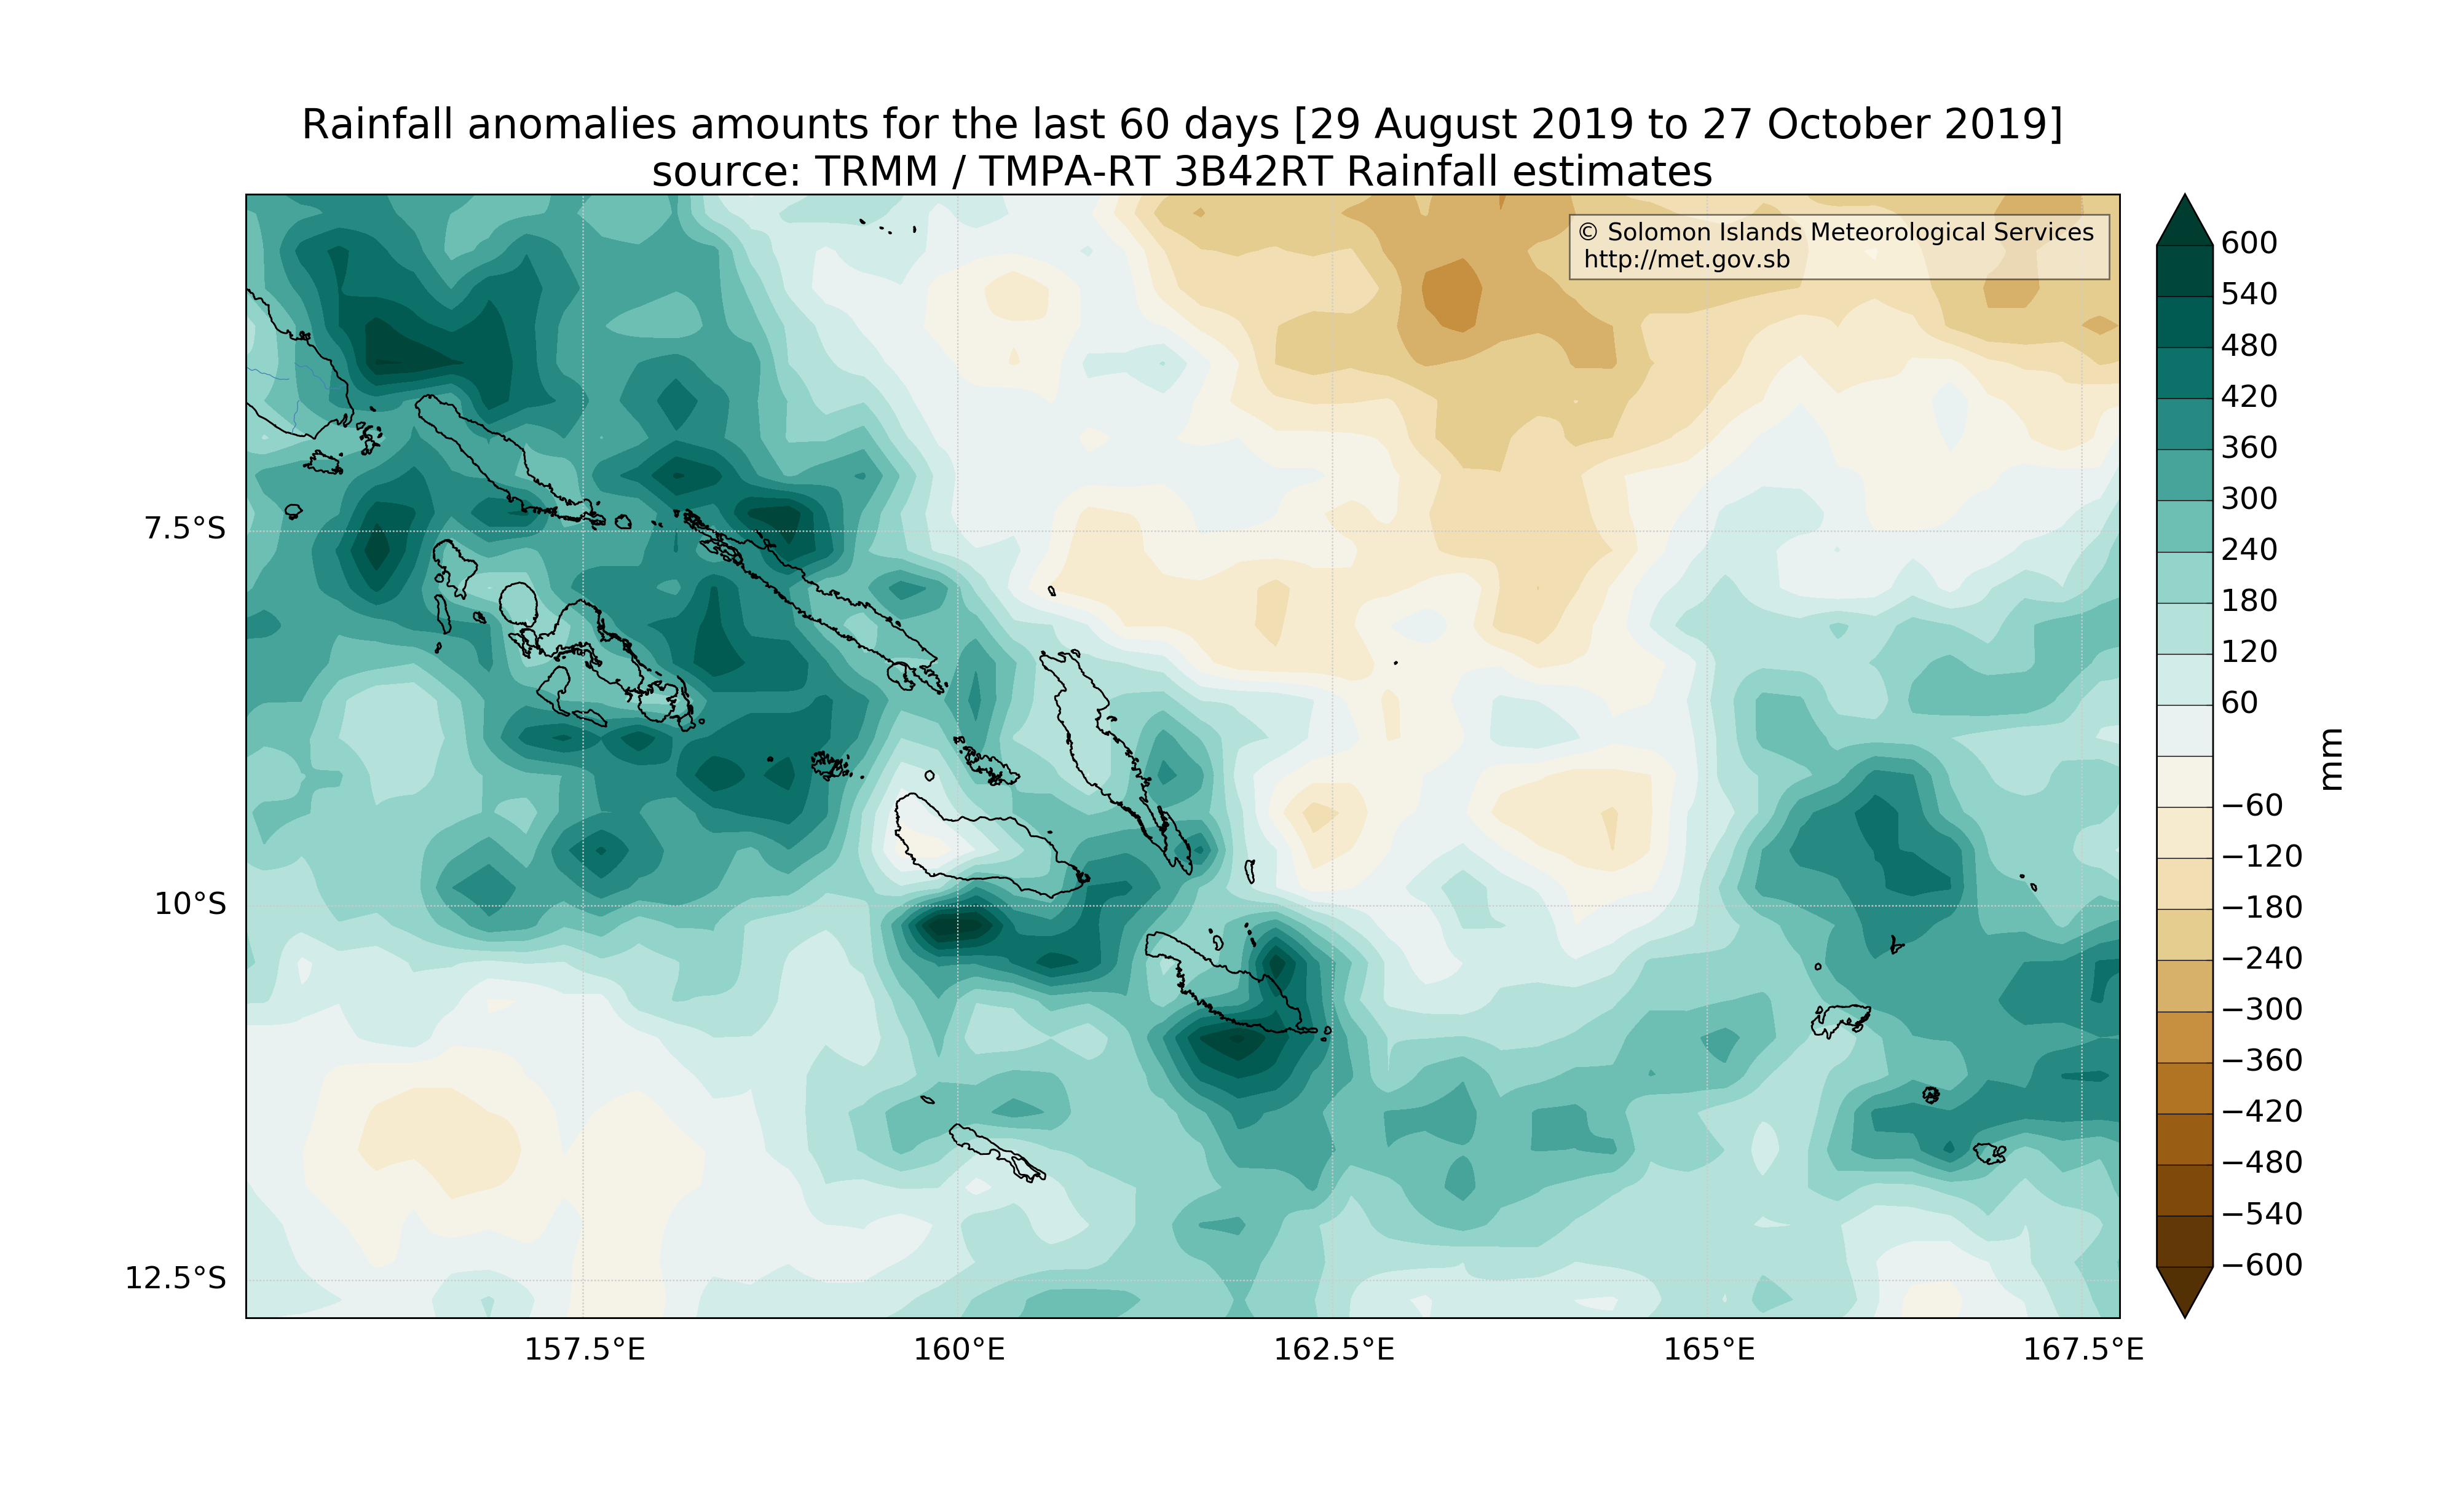 Rainfall anomalies amounts for the last 60 days [29 August 2019 to 27 October 2019]
source: TRMM / TMPA-RT 3B42RT Rainfall estimates
© Solomon Islands Meteorological Services
http://met.gov.sb
7.5°S
10°S
12.5°S
157.5°E
160°E
162.5°E
165°E
167.5°E
600
540
480
420
360
300
240
180
120
60
−60
−120
−180
−240
−300
−360
−420
−480
−540
−600
mm